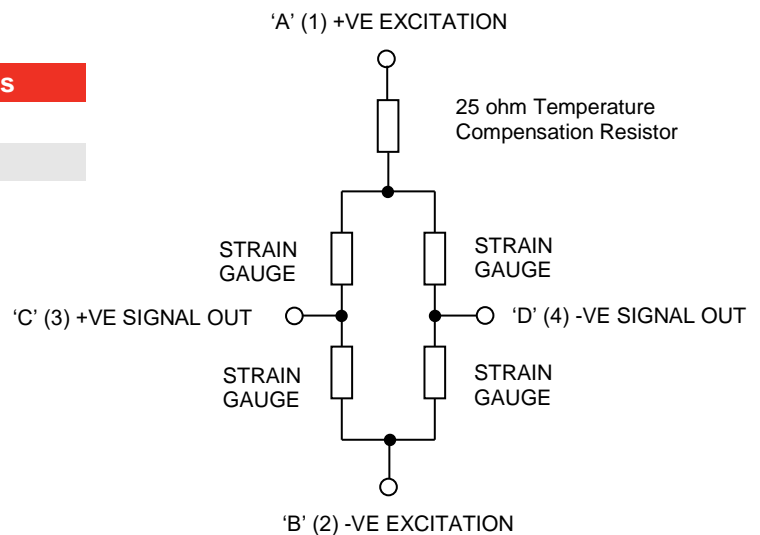 'A' (1) +VE EXCITATION
s
25 ohm Temperature
Compensation Resistor
STRAIN
GAUGE
STRAIN
GAUGE
'C' (3) +VE SIGNAL OUT
'D' (4) -VE SIGNAL OUT
STRAIN
GAUGE
STRAIN
GAUGE
'B' (2) -VE EXCITATION